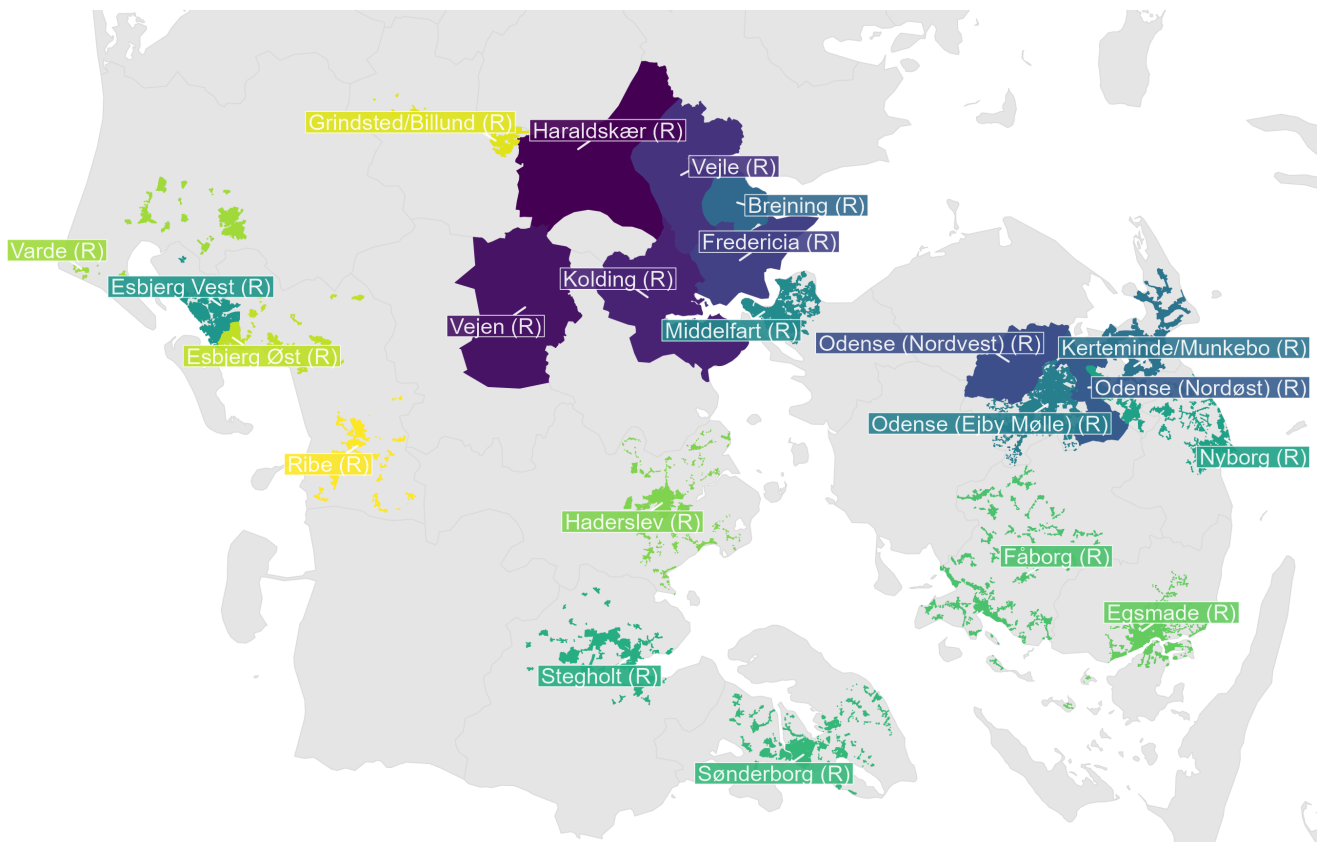 Grindsted/Billund (R)
Haraldskær (R)
Vejle (R)
Brejning (R)
Varde (R)
Fredericia (R)
Kolding (R)
Esbjerg Vest (R)
Vejen (R)
Middelfart (R)
Odense (Nordvest) (R)
Kerteminde/Munkebo (R)
Esbjerg Øst (R)
Odense (Nordøst) (R)
Odense (Ejby Mølle) (R)
Nyborg (R)
Ribe (R)
Haderslev (R)
Fåborg (R)
Egsmade (R)
Stegholt (R)
Sønderborg (R)